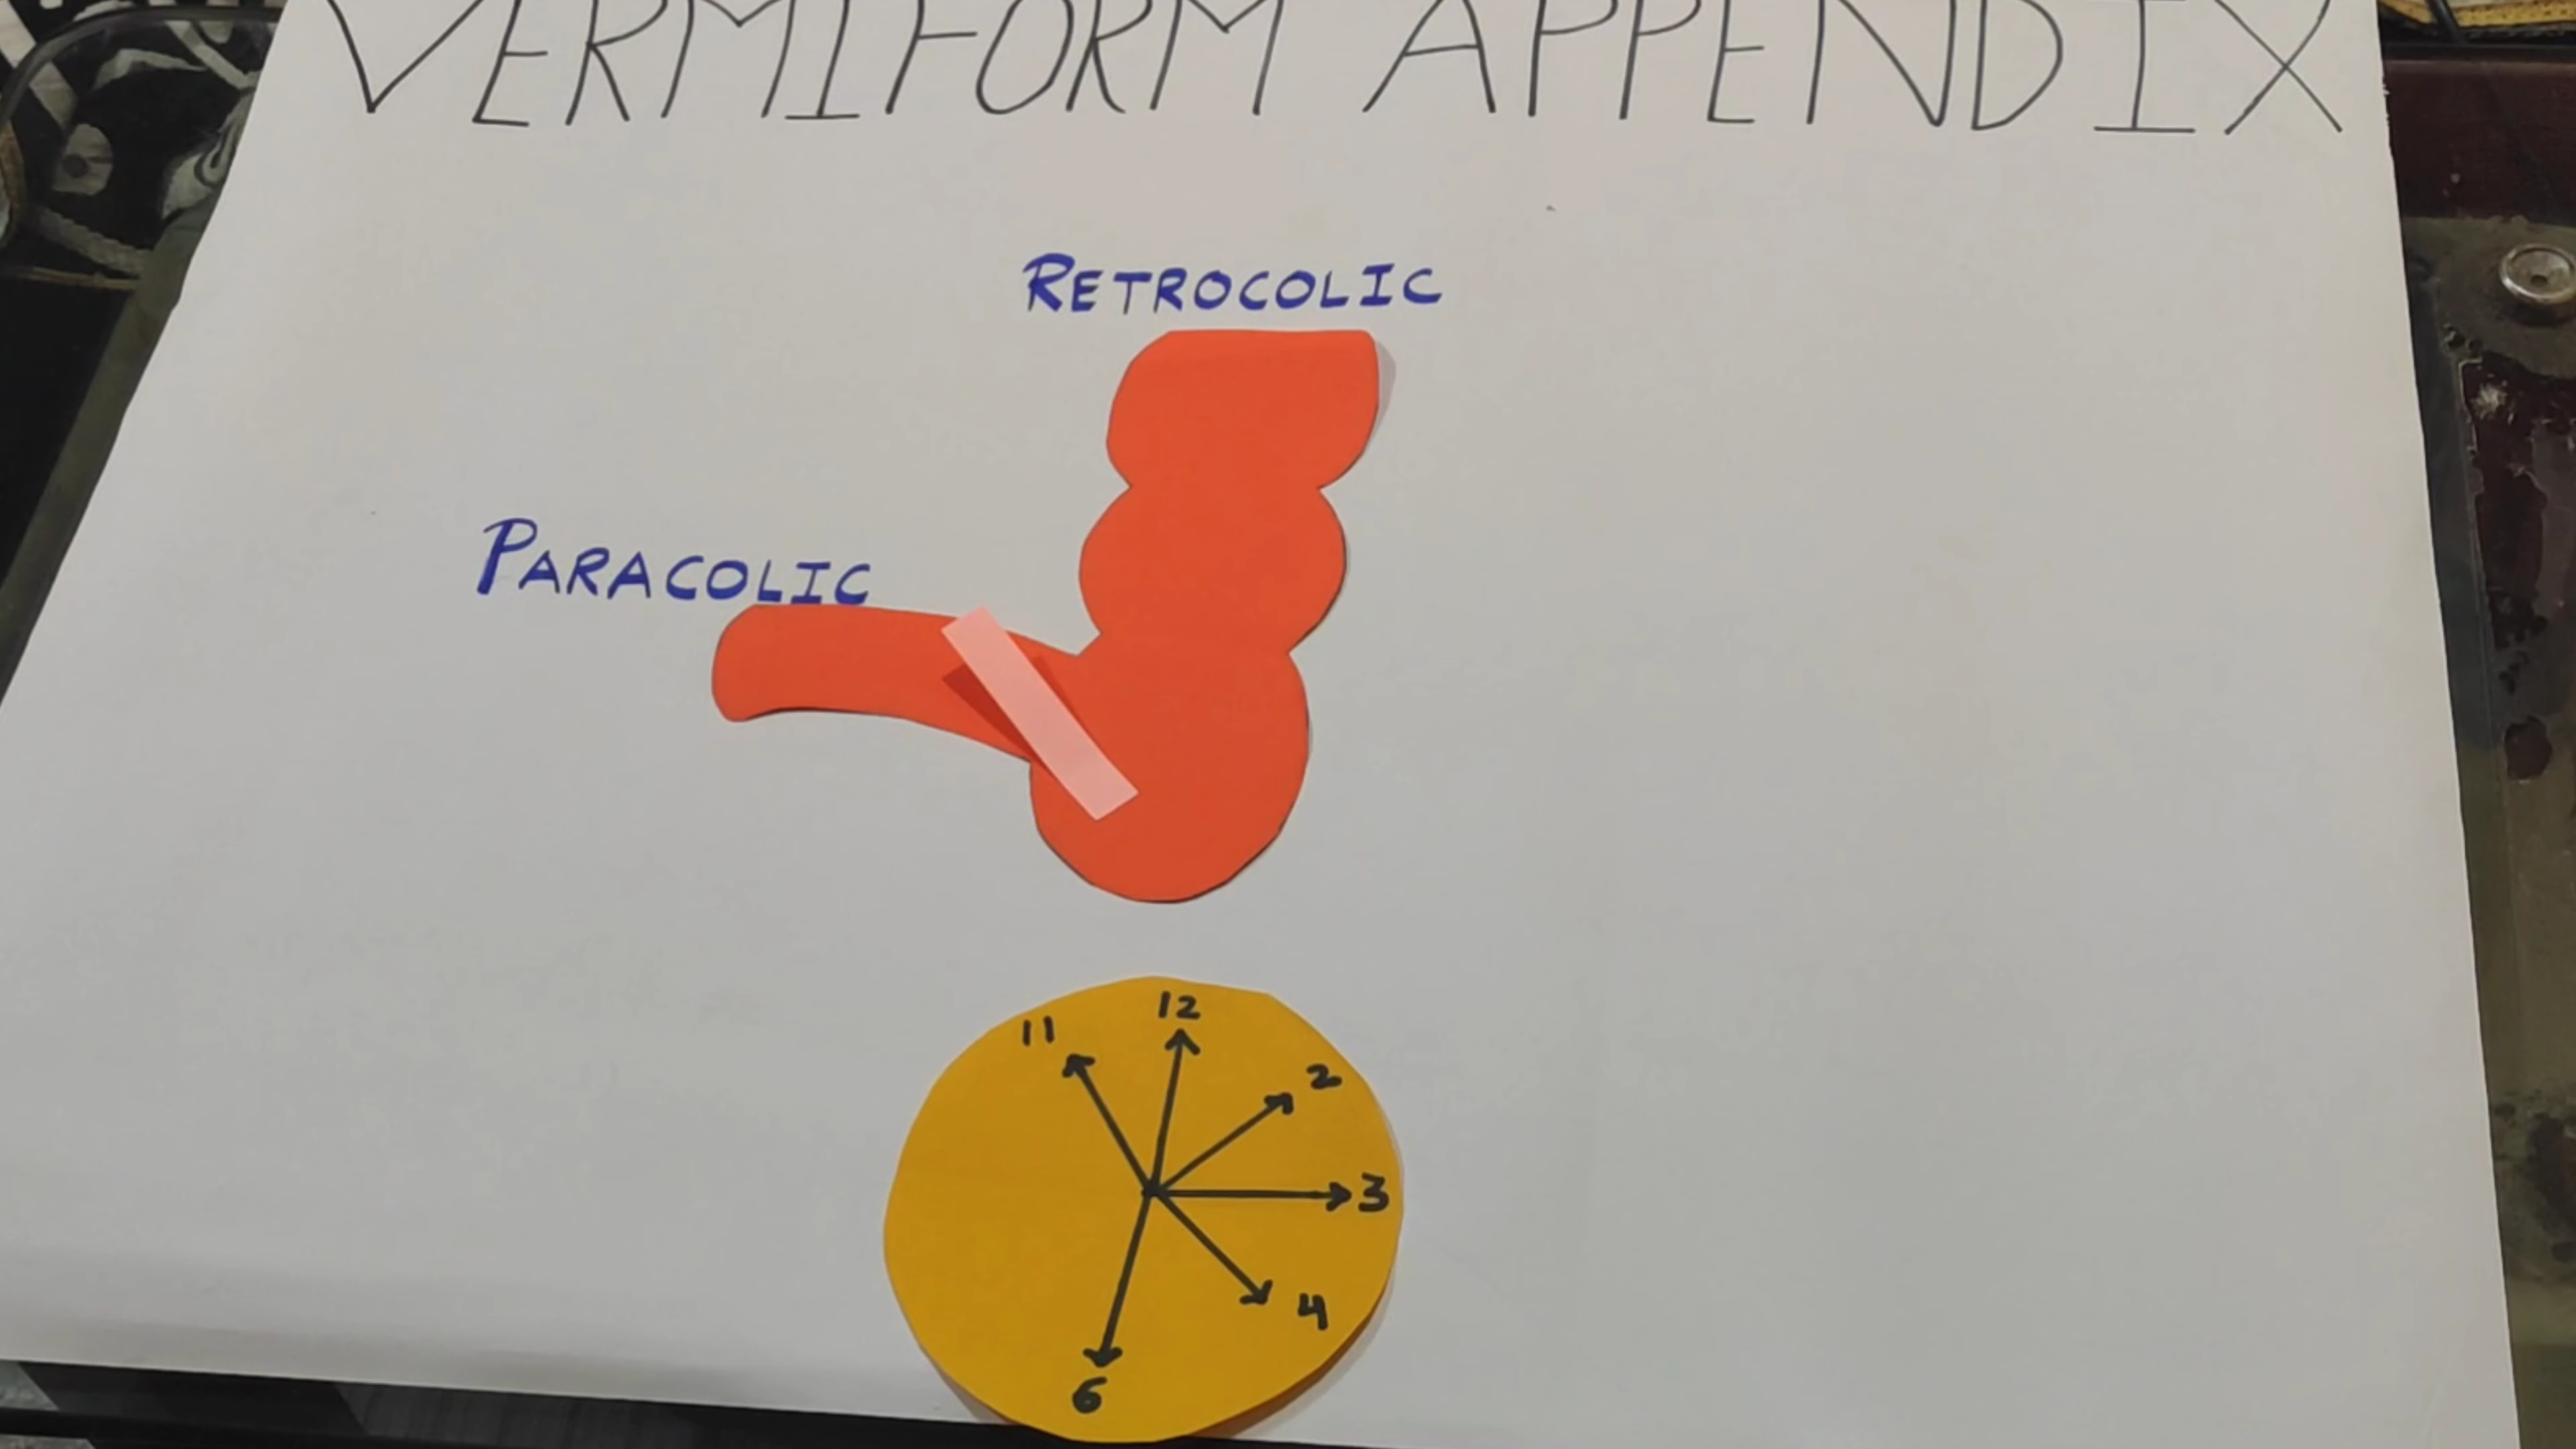 VERMIFORM APPENDIX
RETROCOLIC
PARACOLIC
12
11
2
3
4
6